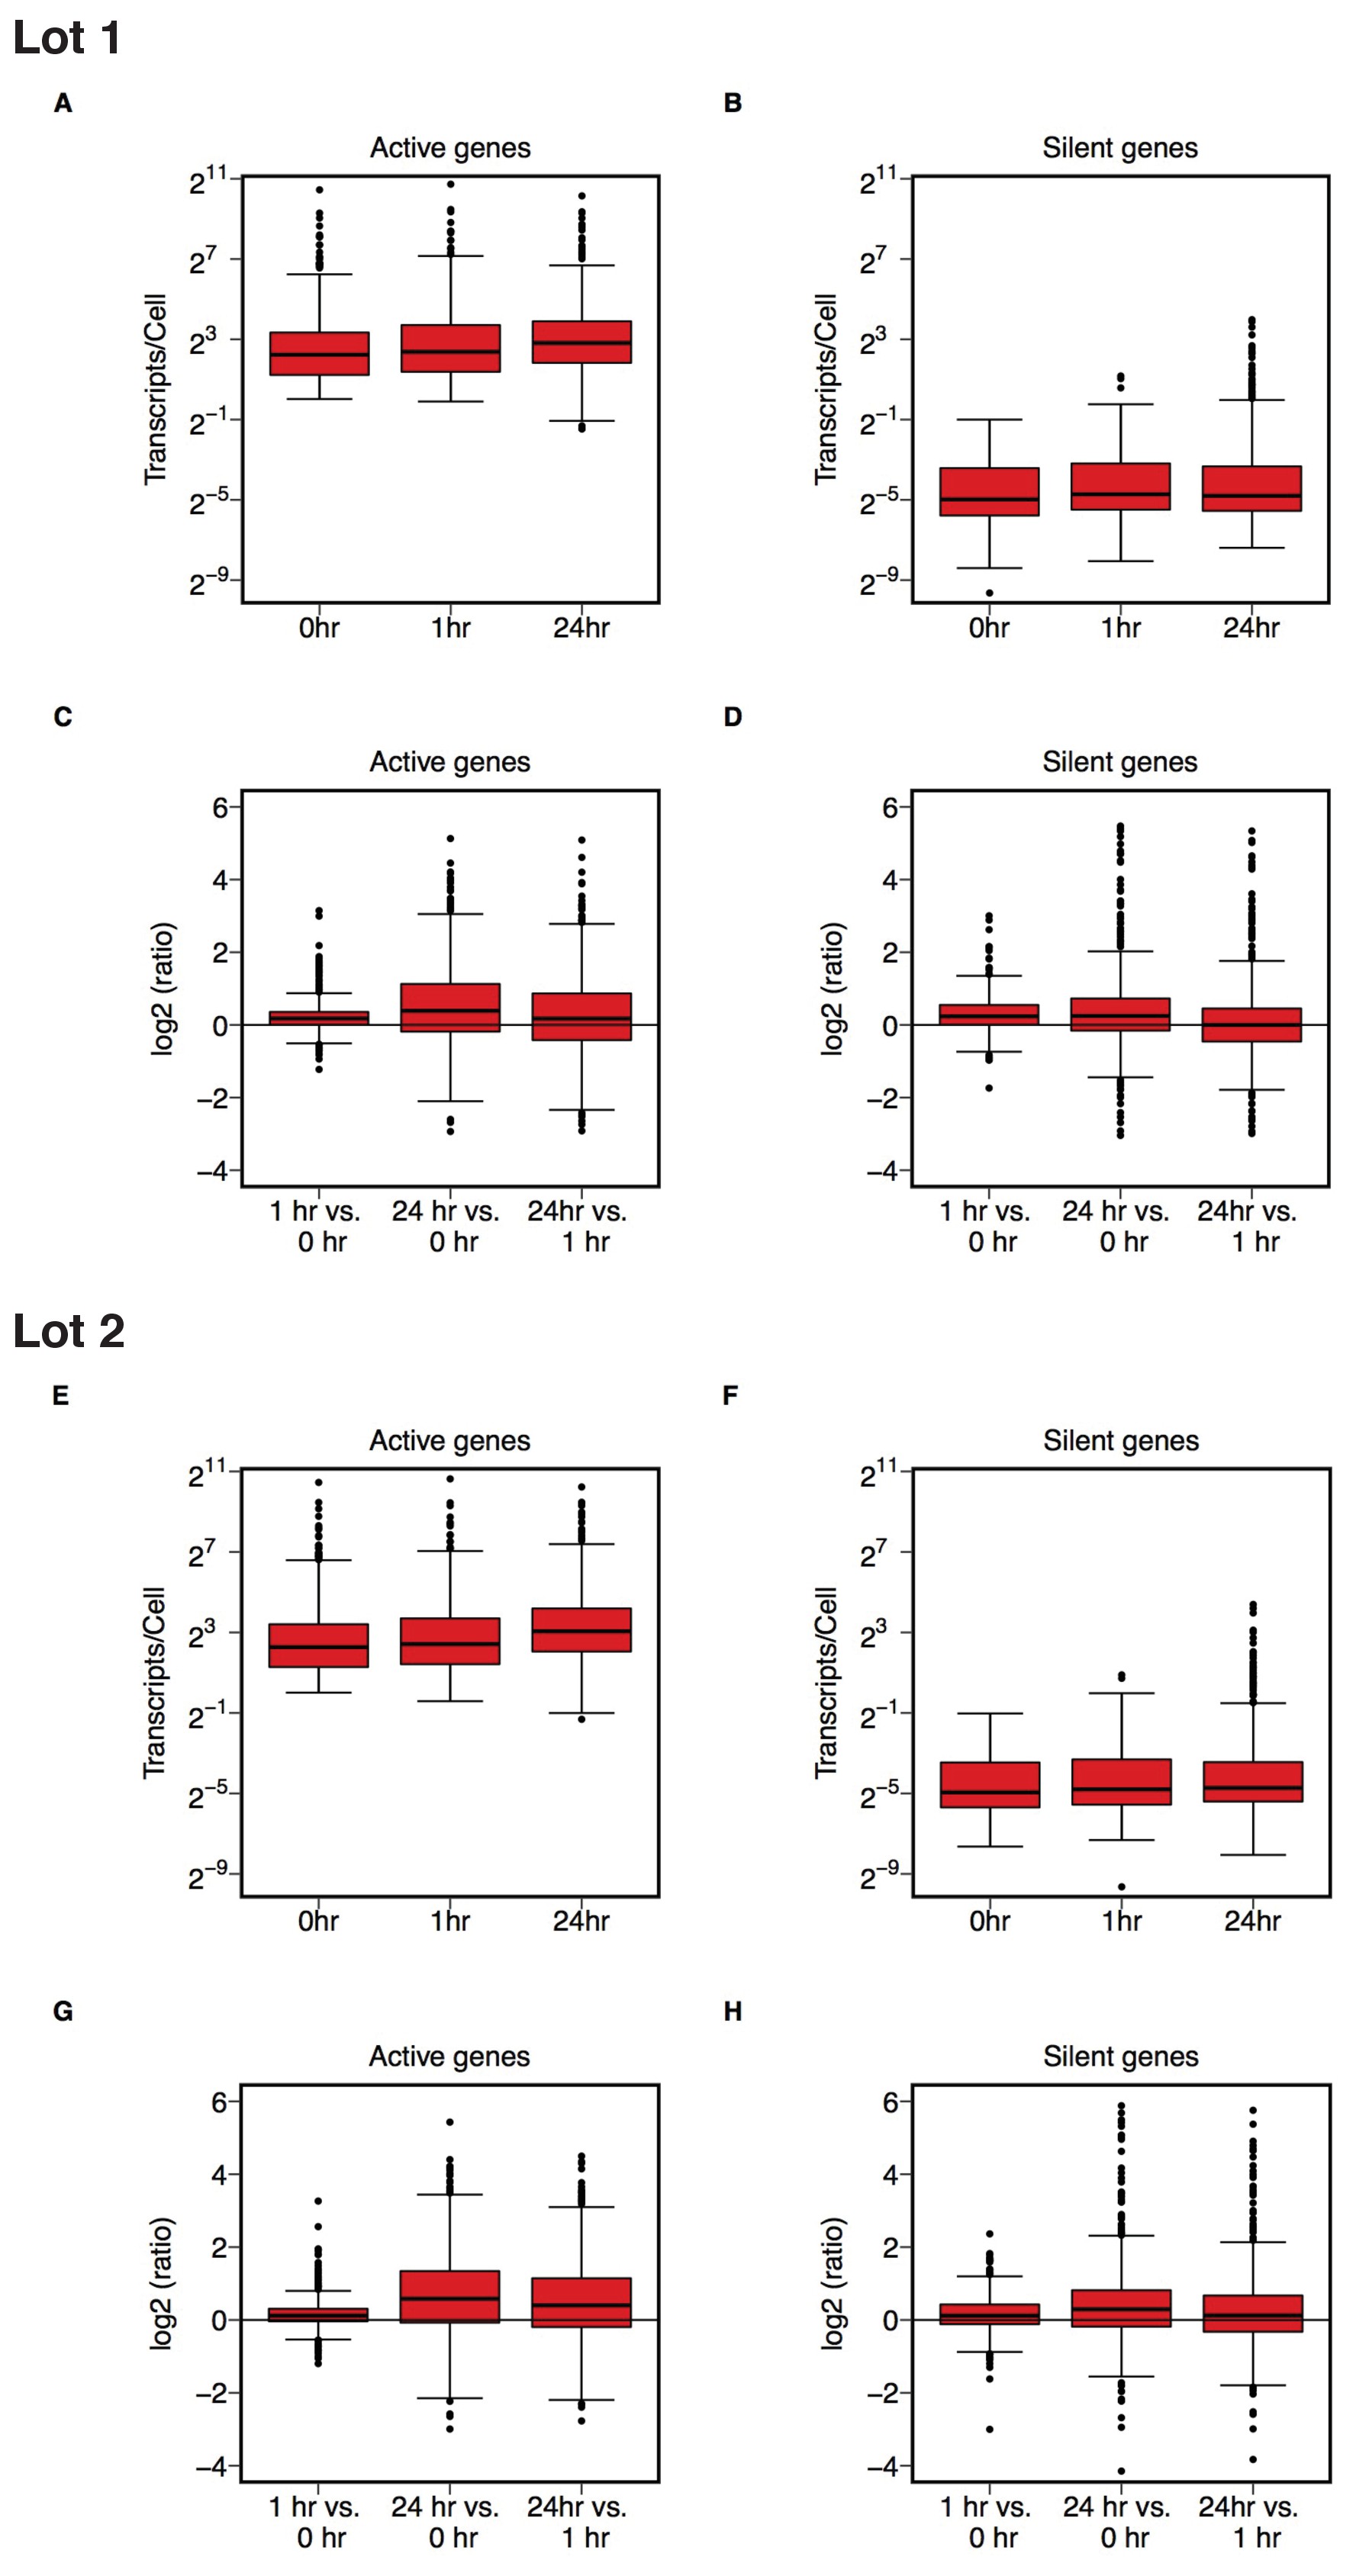 Lot 1
A
B
Active genes
Silent genes
Transcripts/Cell
2^11
2^7
2^3
2^−1
2^−5
2^−9
0hr 1hr 24hr
Transcripts/Cell
2^11
2^7
2^3
2^−1
2^−5
2^−9
0hr 1hr 24hr
C
D
Active genes
Silent genes
log2 (ratio)
6
4
2
0
−2
−4
1 hr vs. 24 hr vs. 24hr vs.
0 hr 0 hr 1 hr
log2 (ratio)
6
4
2
0
−2
−4
1 hr vs. 24 hr vs. 24hr vs.
0 hr 0 hr 1 hr
Lot 2
E
F
Active genes
Silent genes
Transcripts/Cell
2^11
2^7
2^3
2^−1
2^−5
2^−9
0hr 1hr 24hr
Transcripts/Cell
2^11
2^7
2^3
2^−1
2^−5
2^−9
0hr 1hr 24hr
G
H
Active genes
Silent genes
log2 (ratio)
6
4
2
0
−2
−4
1 hr vs. 24 hr vs. 24hr vs.
0 hr 0 hr 1 hr
log2 (ratio)
6
4
2
0
−2
−4
1 hr vs. 24 hr vs. 24hr vs.
0 hr 0 hr 1 hr